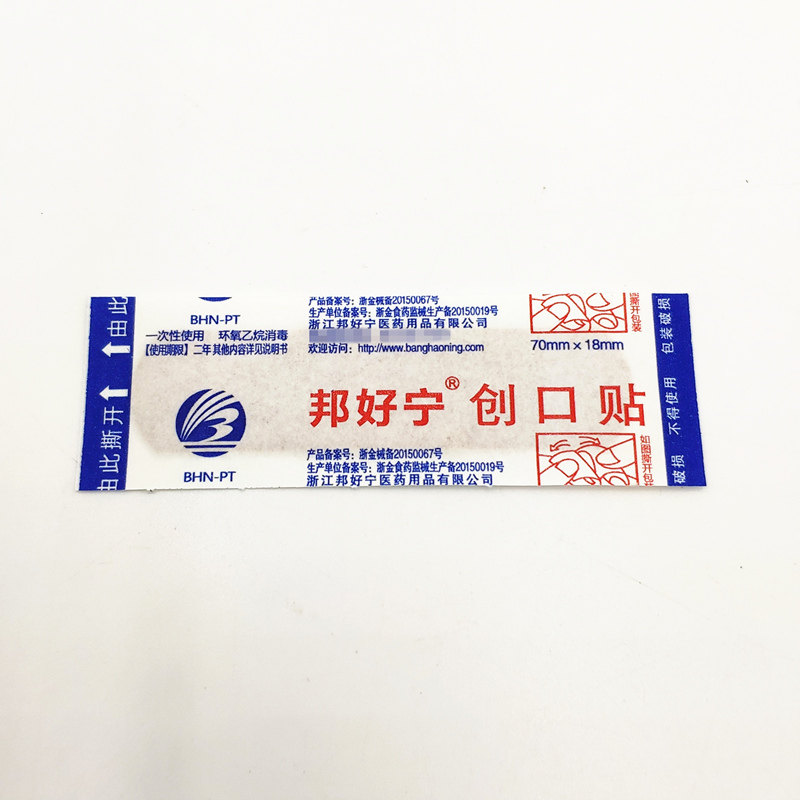 由此
BHN-PT
一次性使用 环氧乙烷消毒
【使用期限】二年 其他内容详见说明书
产品备案号：浙金械备20150067号
生产单位备案号：浙金食药监械生产备20150019号
浙江邦好宁医药用品有限公司
欢迎访问：http://www.banghaoning.com
撕开包装
70mm×18mm
包装破损
由此撕开
BHN-PT
邦好宁® 创口贴
产品备案号：浙金械备20150067号
生产单位备案号：浙金食药监械生产备20150019号
浙江邦好宁医药用品有限公司
如图撕开包装
不得使用
破损